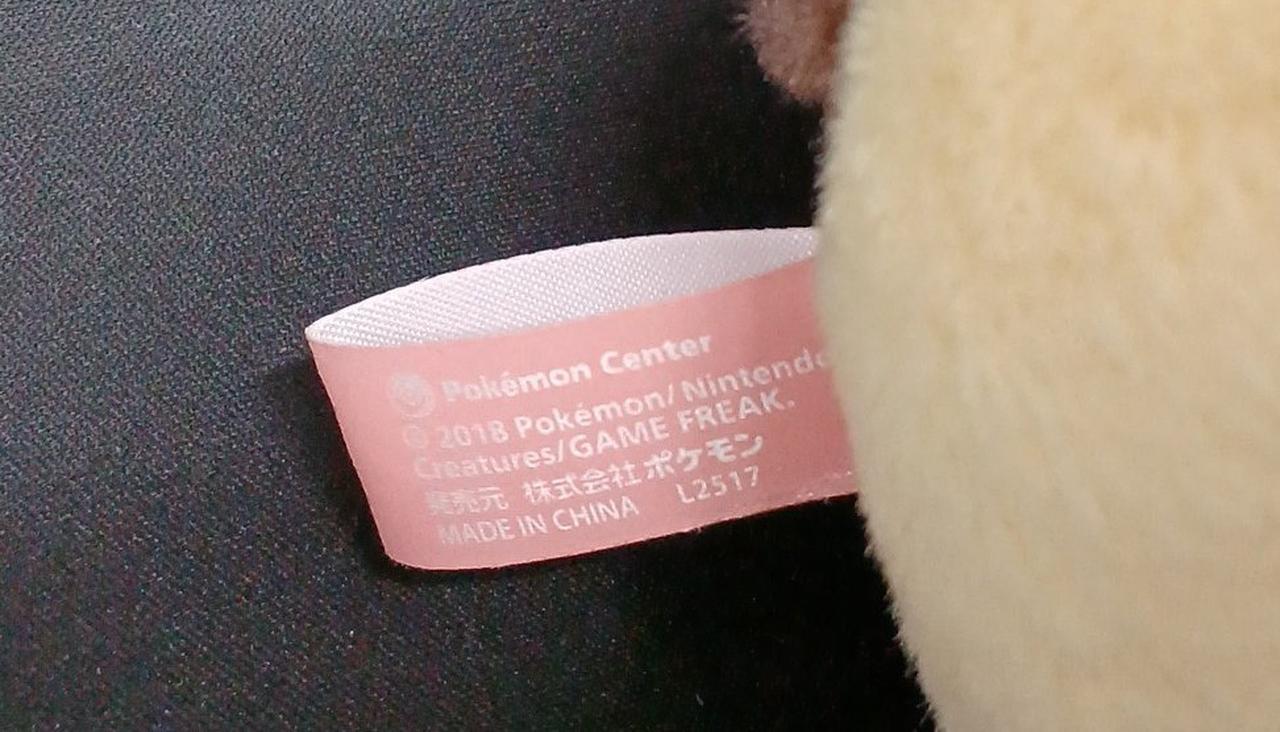 Pokémon Center
© 2018 Pokémon/Nintendo
Creatures/GAME FREAK.
発売元 株式会社ポケモン
MADE IN CHINA L2517